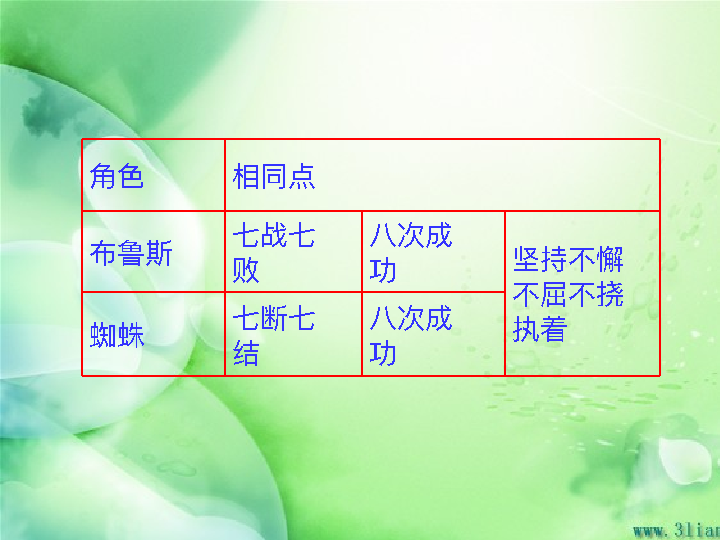 角色
相同点
布鲁斯
七战七
败
八次成
功
坚持不懈
不屈不挠
执着
蜘蛛
七断七
结
八次成
功
www.3lian